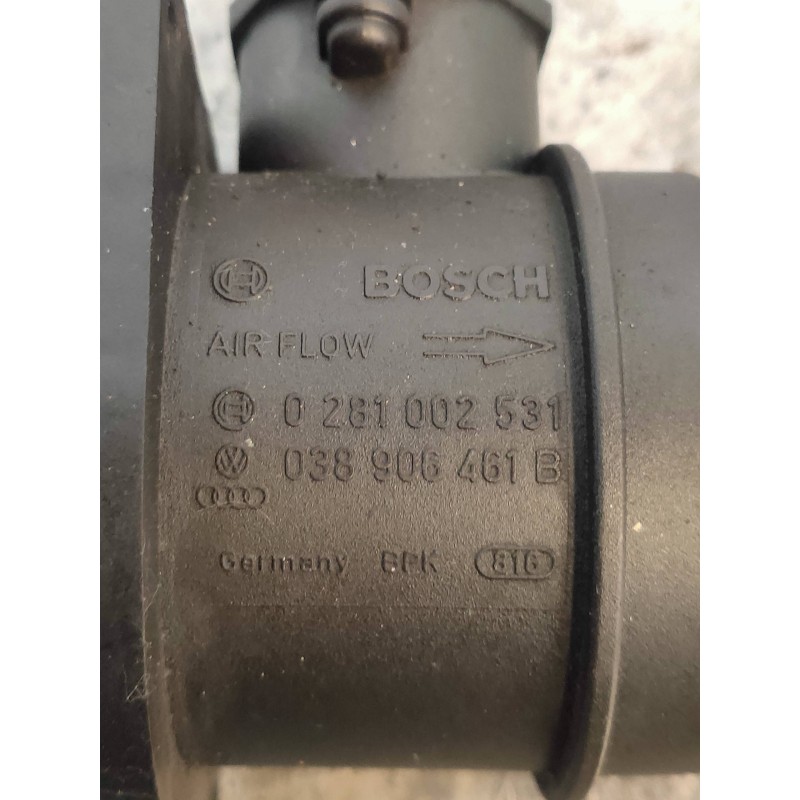 BOSCH
AIR FLOW
0 281 002 531
038 906 461 B
Germany BPK 816